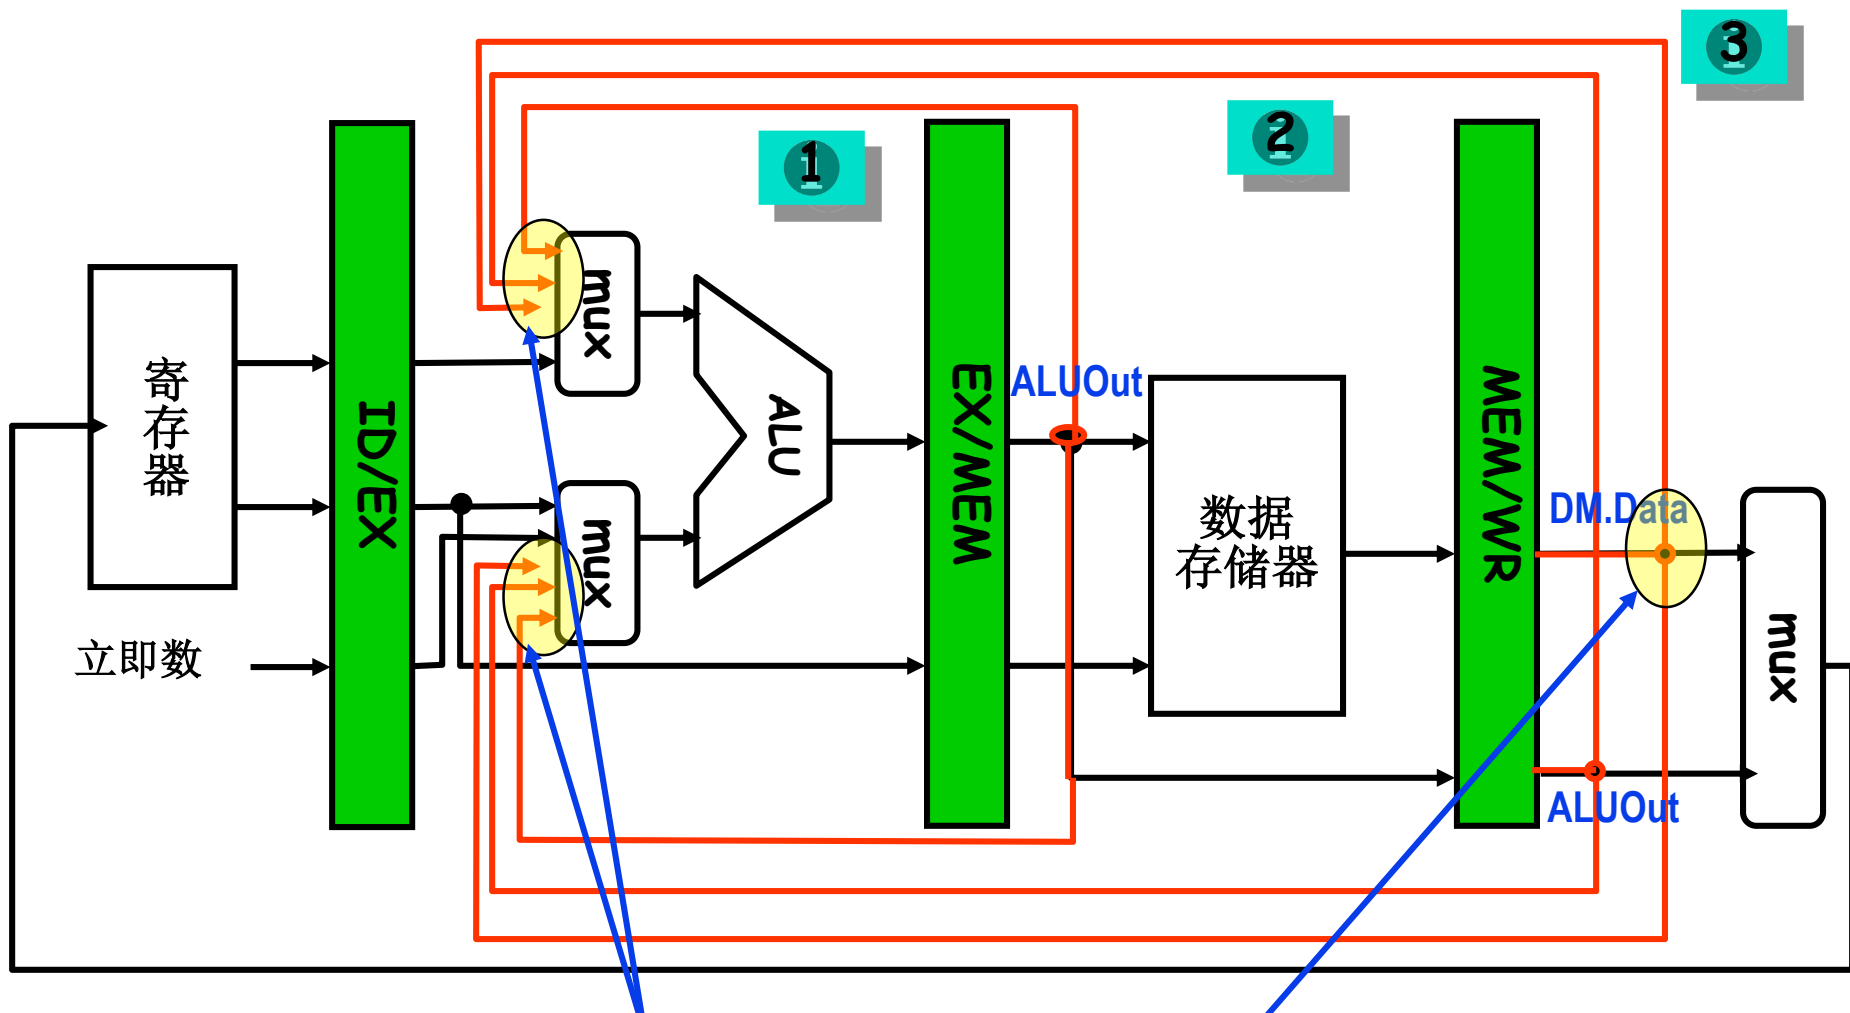 3
2
1
mux
寄
存
器
ID/EX
ALU
EX/MEM
ALUOut
MEM/WR
数据
存储器
DM.Data
mux
mux
立即数
ALUOut